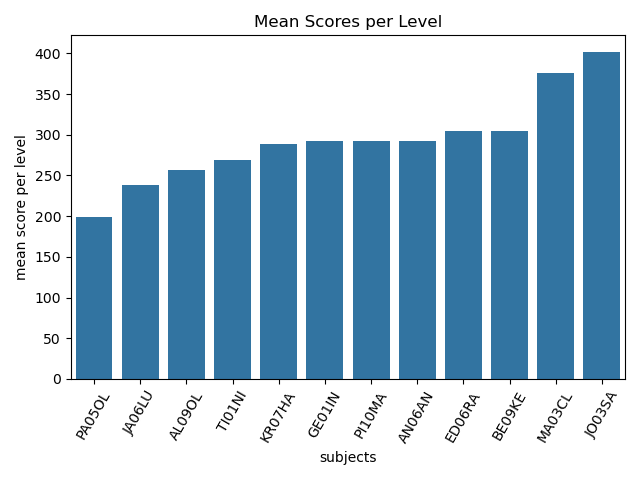 Mean Scores per Level
mean score per level
400
350
300
250
200
150
100
50
0
PA05OL
JA06LU
AL09OL
TI01NI
KR07HA
GE01IN
PI10MA
AN06AN
ED06RA
BE09KE
MA03CL
JO03SA
subjects